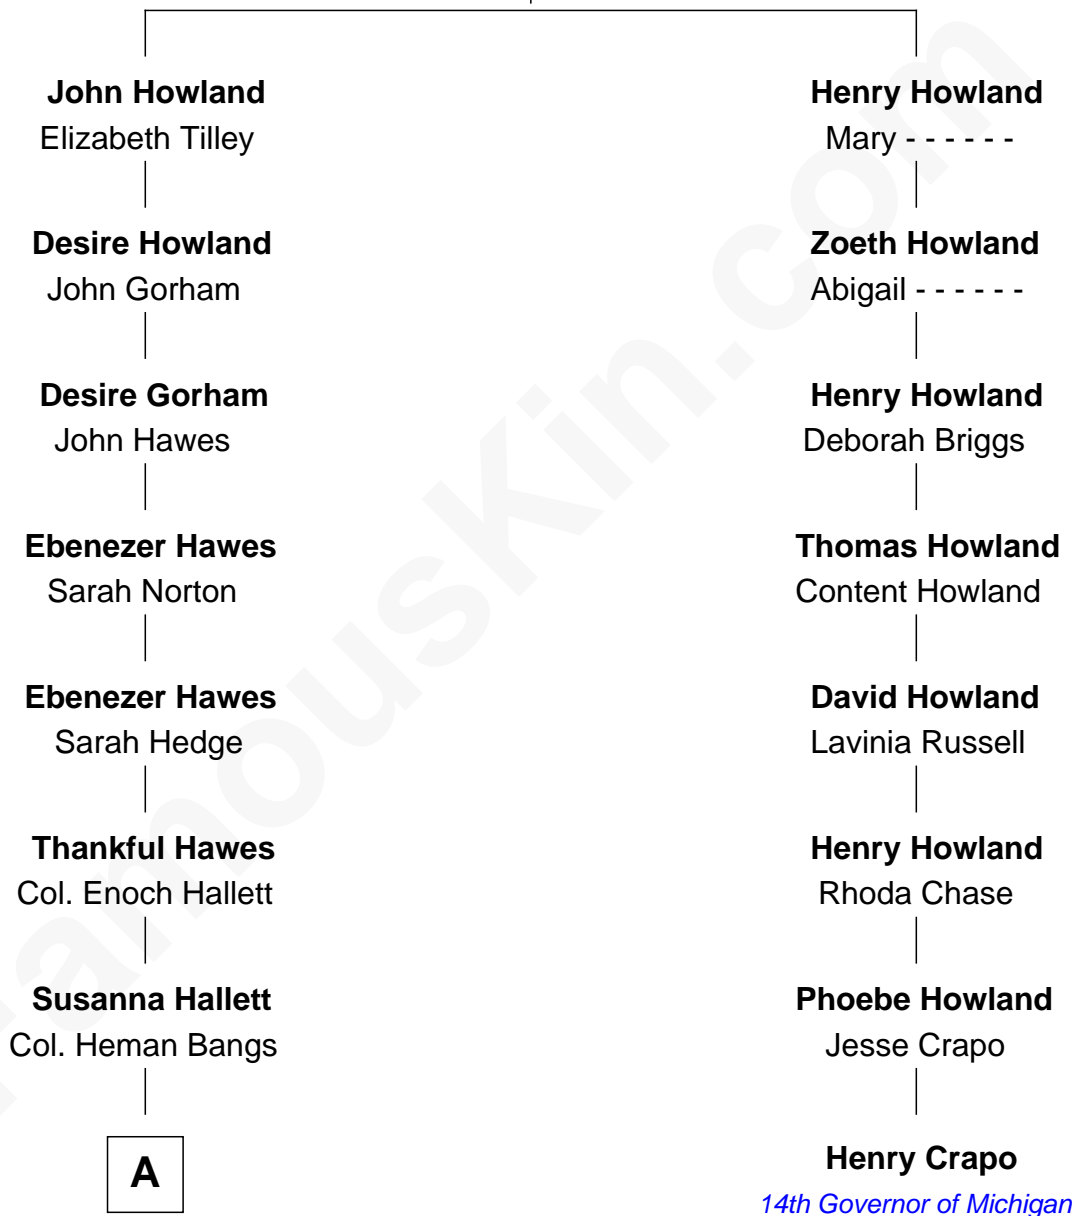 John Howland
Elizabeth Tilley
Desire Howland
John Gorham
Desire Gorham
John Hawes
Ebenezer Hawes
Sarah Norton
Ebenezer Hawes
Sarah Hedge
Thankful Hawes
Col. Enoch Hallett
Susanna Hallett
Col. Heman Bangs
A
Henry Howland
Mary - - - - - -
Zoeth Howland
Abigail - - - - - -
Henry Howland
Deborah Briggs
Thomas Howland
Content Howland
David Howland
Lavinia Russell
Henry Howland
Rhoda Chase
Phoebe Howland
Jesse Crapo
Henry Crapo
14th Governor of Michigan
FamousKin.com